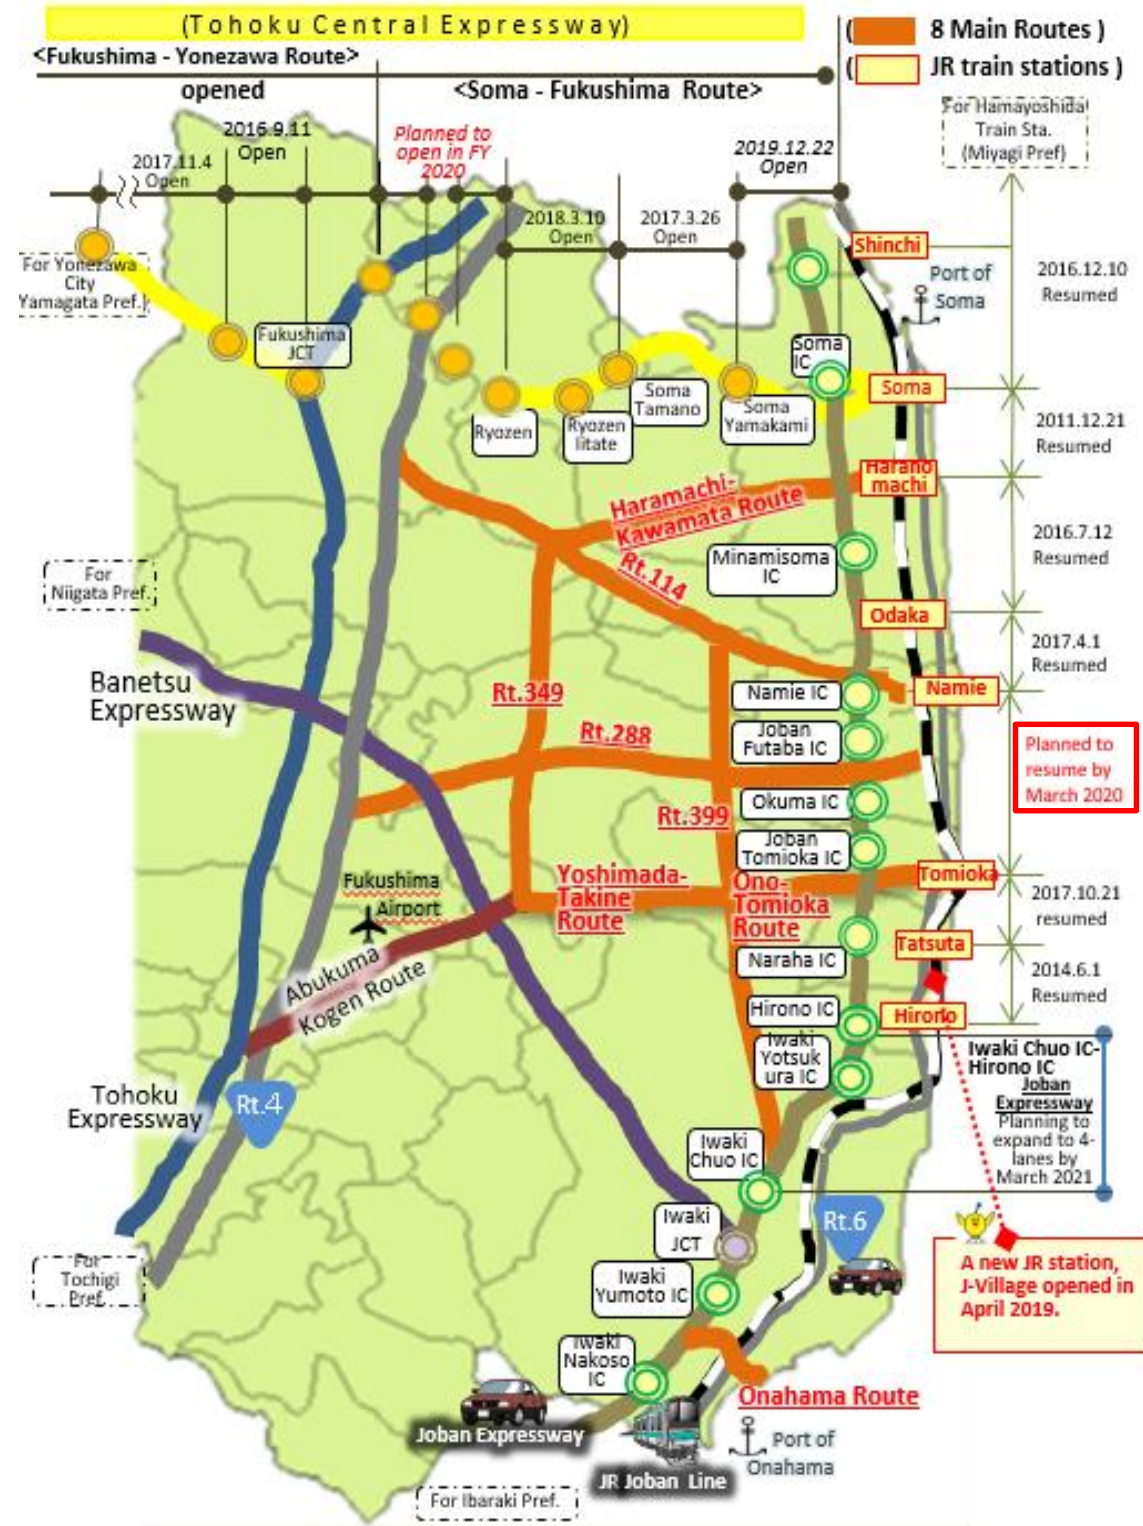 (Tohoku Central Expressway)
<Fukushima - Yonezawa Route>
opened
<Soma - Fukushima Route>
( 8 Main Routes )
( JR train stations )
For Hamayoshida
Train Sta.
(Miyagi Pref)
2017.11.4
Open
2016.9.11
Open
Planned to
open in FY
2020
2018.3.10
Open
2017.3.26
Open
2019.12.22
Open
For Yonezawa
City
Yamagata Pref.)
Fukushima
JCT
Ryozen
Ryozen
Iitate
Soma
Tamano
Soma
Yamakami
Soma
IC
Shinchi
Port of
Soma
2016.12.10
Resumed
Soma
2011.12.21
Resumed
Harano
machi
Haramachi-
Kawamata Route
Rt.114
Minamisoma
IC
2016.7.12
Resumed
For
Niigata Pref.
Odaka
2017.4.1
Resumed
Banetsu
Expressway
Rt.349
Namie IC
Namie
Rt.288
Joban
Futaba IC
Planned to
resume by
March 2020
Rt.399
Okuma IC
Joban
Tomioka IC
Fukushima
Airport
Yoshimada-
Takine
Route
Ono-
Tomioka
Route
Tomioka
2017.10.21
resumed
Abukuma
Kogen Route
Naraha IC
Tatsuta
2014.6.1
Resumed
Hirono IC
Hirono
Iwaki
Yotsuk
ura IC
Iwaki Chuo IC-
Hirono IC
Joban
Expressway
Planning to
expand to 4-
lanes by
March 2021
Tohoku
Expressway
Rt.4
Iwaki
Chuo IC
Iwaki
JCT
Rt.6
For
Tochigi
Pref.
Iwaki
Yumoto IC
A new JR station,
J-Village opened in
April 2019.
Iwaki
Nakoso
IC
Onahama Route
Joban Expressway
Port of
Onahama
JR Joban Line
For Ibaraki Pref.